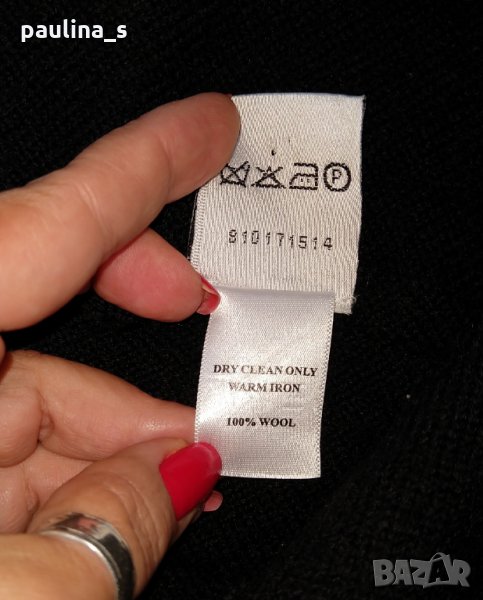 paulina_s
P
810171514
DRY CLEAN ONLY
WARM IRON
100% WOOL
BAZAR